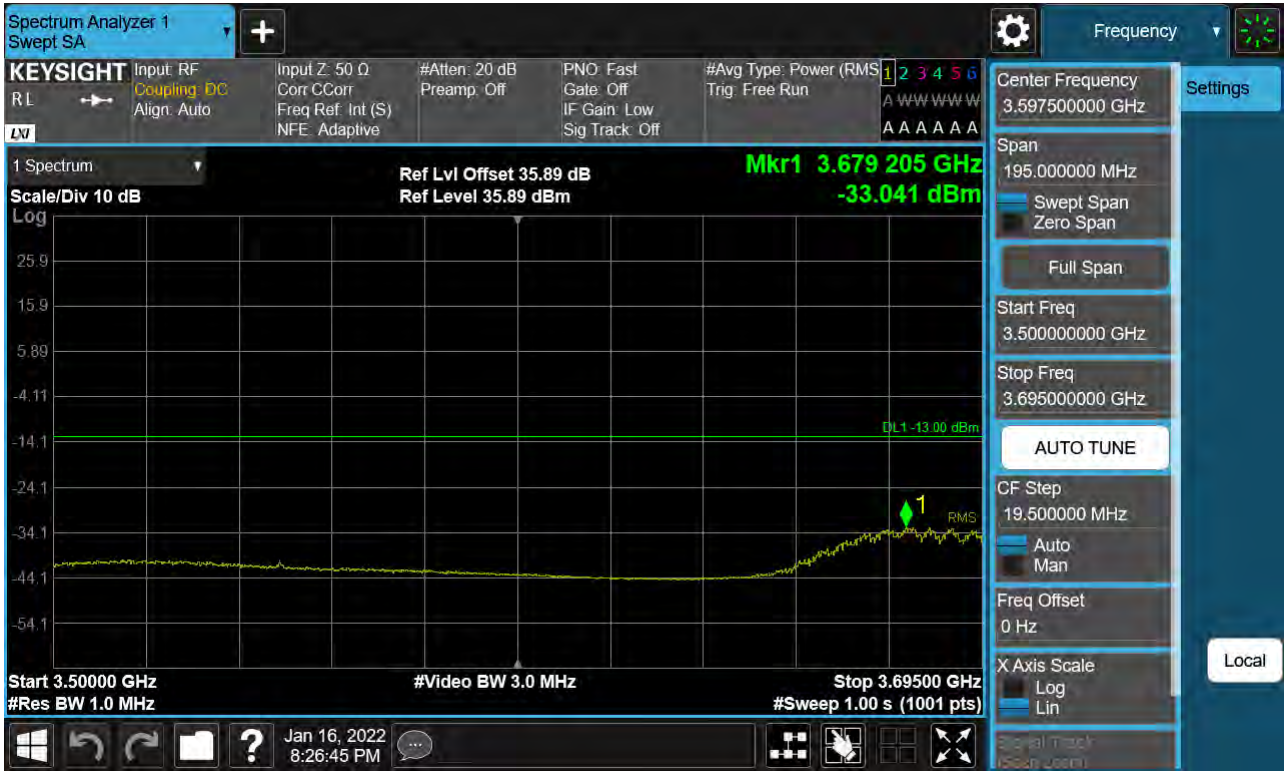 Spectrum Analyzer 1
Swept SA
Frequency
KEYSIGHT
RL
LXI
Input: RF
Coupling: DC
Align: Auto
Input Z: 50 Ω
Corr CCorr
Freq Ref: Int (S)
NFE: Adaptive
#Atten: 20 dB
Preamp: Off
PNO: Fast
Gate: Off
IF Gain: Low
Sig Track: Off
#Avg Type: Power (RMS
Trig: Free Run
1 2 3 4 5 6
A W W W W W
A A A A A A
1 Spectrum
Scale/Div 10 dB
Log
Ref Lvl Offset 35.89 dB
Ref Level 35.89 dBm
Mkr1 3.679 205 GHz
-33.041 dBm
25.9
15.9
5.89
-4.11
-14.1
-24.1
-34.1
-44.1
-54.1
DL1 -13.00 dBm
1
RMS
Start 3.50000 GHz
#Res BW 1.0 MHz
#Video BW 3.0 MHz
Stop 3.69500 GHz
#Sweep 1.00 s (1001 pts)
Center Frequency
3.597500000 GHz
Span
195.000000 MHz
Swept Span
Zero Span
Full Span
Start Freq
3.500000000 GHz
Stop Freq
3.695000000 GHz
AUTO TUNE
CF Step
19.500000 MHz
Auto
Man
Freq Offset
0 Hz
X Axis Scale
Log
Lin
Signal Track
(Span Zoom)
Settings
Local
?
Jan 16, 2022
8:26:45 PM